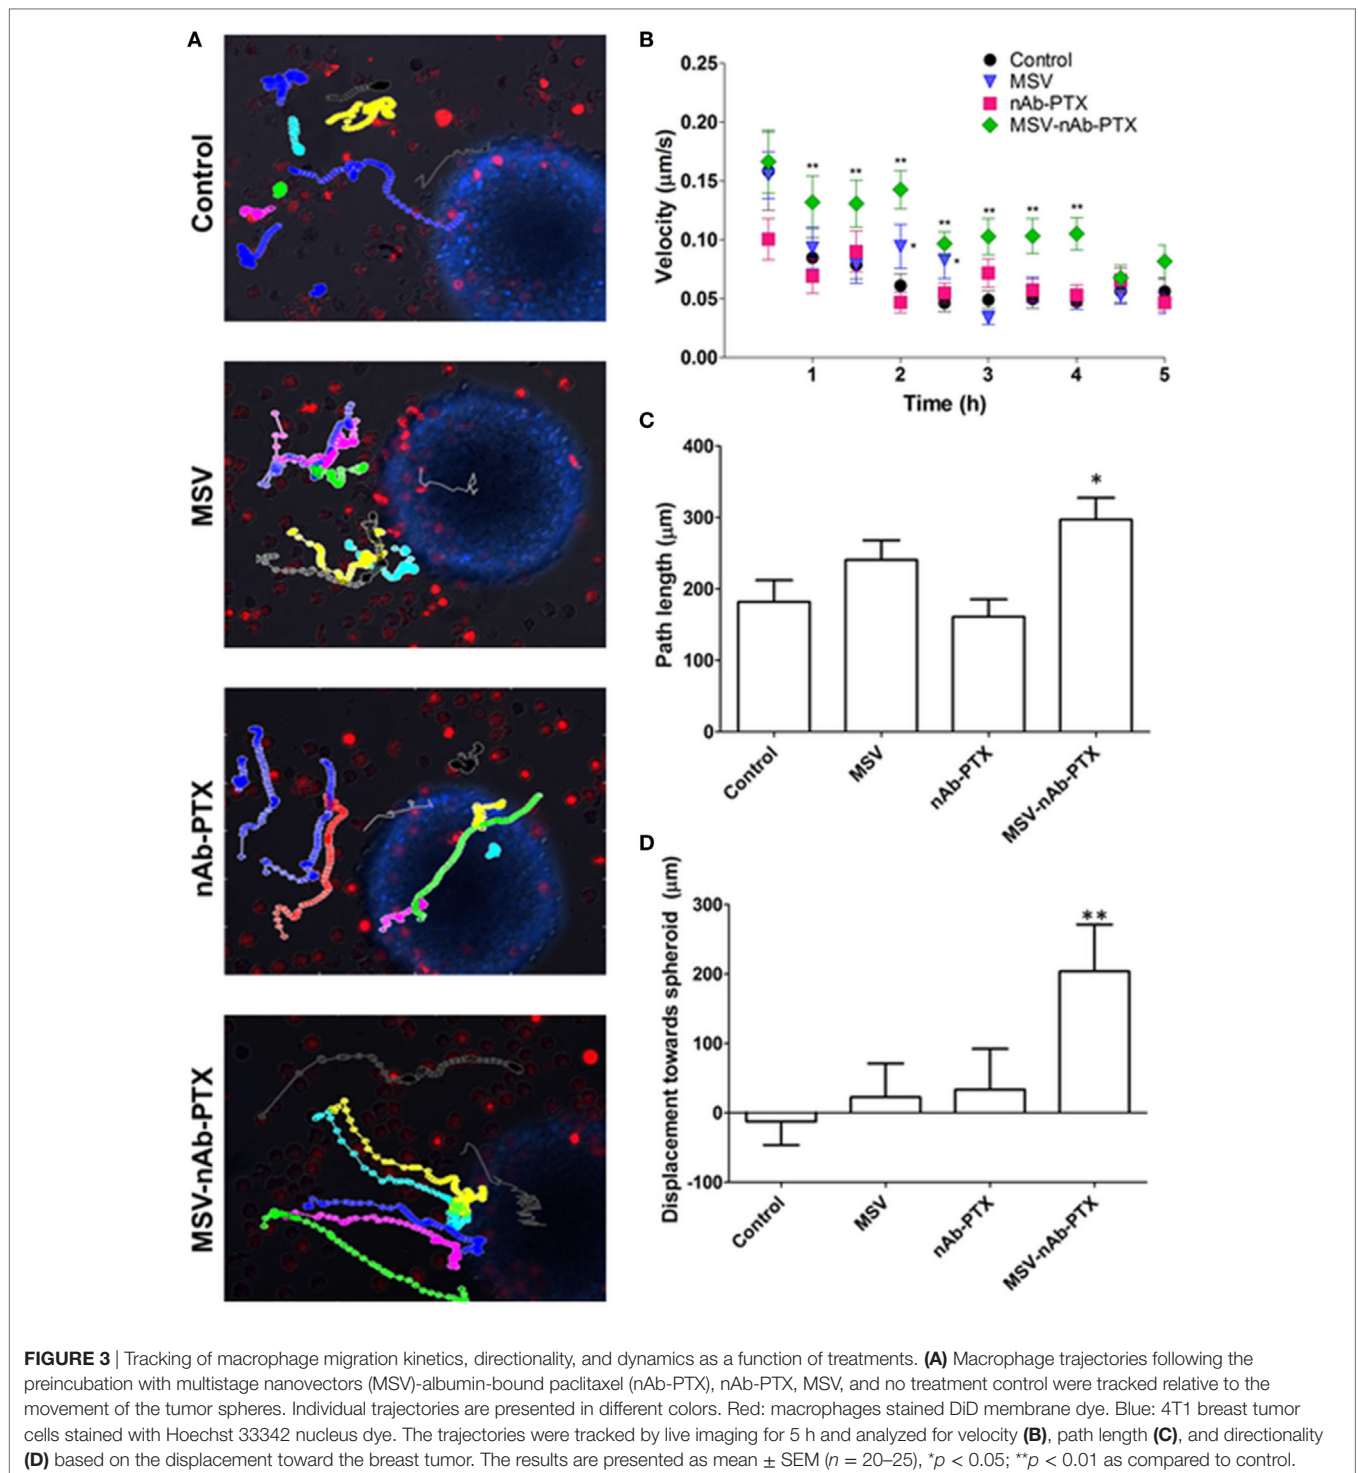 A
Control
MSV
nAb-PTX
MSV-nAb-PTX
B
Control
MSV
nAb-PTX
MSV-nAb-PTX
0.25
0.20
0.15
0.10
0.05
0.00
Velocity (µm/s)
** ** ** ** ** ** **
* *
1 2 3 4 5
Time (h)
C
400
300
200
100
0
Path length (µm)
*
Control MSV nAb-PTX MSV-nAb-PTX
D
300
200
100
0
-100
Displacement towards spheroid (µm)
**
Control MSV nAb-PTX MSV-nAb-PTX
FIGURE 3 | Tracking of macrophage migration kinetics, directionality, and dynamics as a function of treatments. (A) Macrophage trajectories following the
preincubation with multistage nanovectors (MSV)-albumin-bound paclitaxel (nAb-PTX), nAb-PTX, MSV, and no treatment control were tracked relative to the
movement of the tumor spheres. Individual trajectories are presented in different colors. Red: macrophages stained DiD membrane dye. Blue: 4T1 breast tumor
cells stained with Hoechst 33342 nucleus dye. The trajectories were tracked by live imaging for 5 h and analyzed for velocity (B), path length (C), and directionality
(D) based on the displacement toward the breast tumor. The results are presented as mean ± SEM (n = 20–25), *p < 0.05; **p < 0.01 as compared to control.